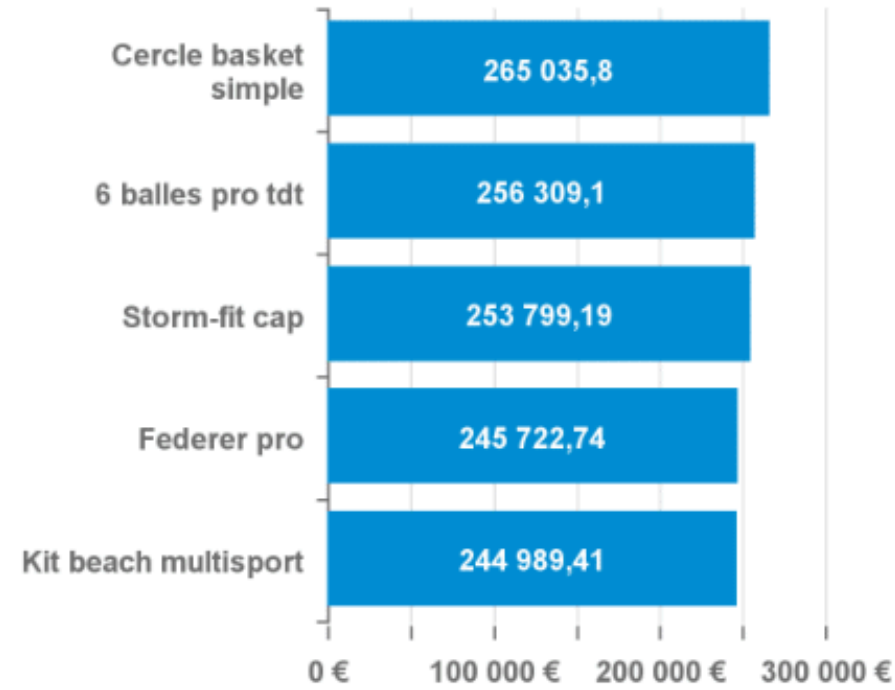 Cercle basket
simple
265 035,8
6 balles pro tdt
256 309,1
Storm-fit cap
253 799,19
Federer pro
245 722,74
Kit beach multisport
244 989,41
0 €
100 000 €
200 000 €
300 000 €